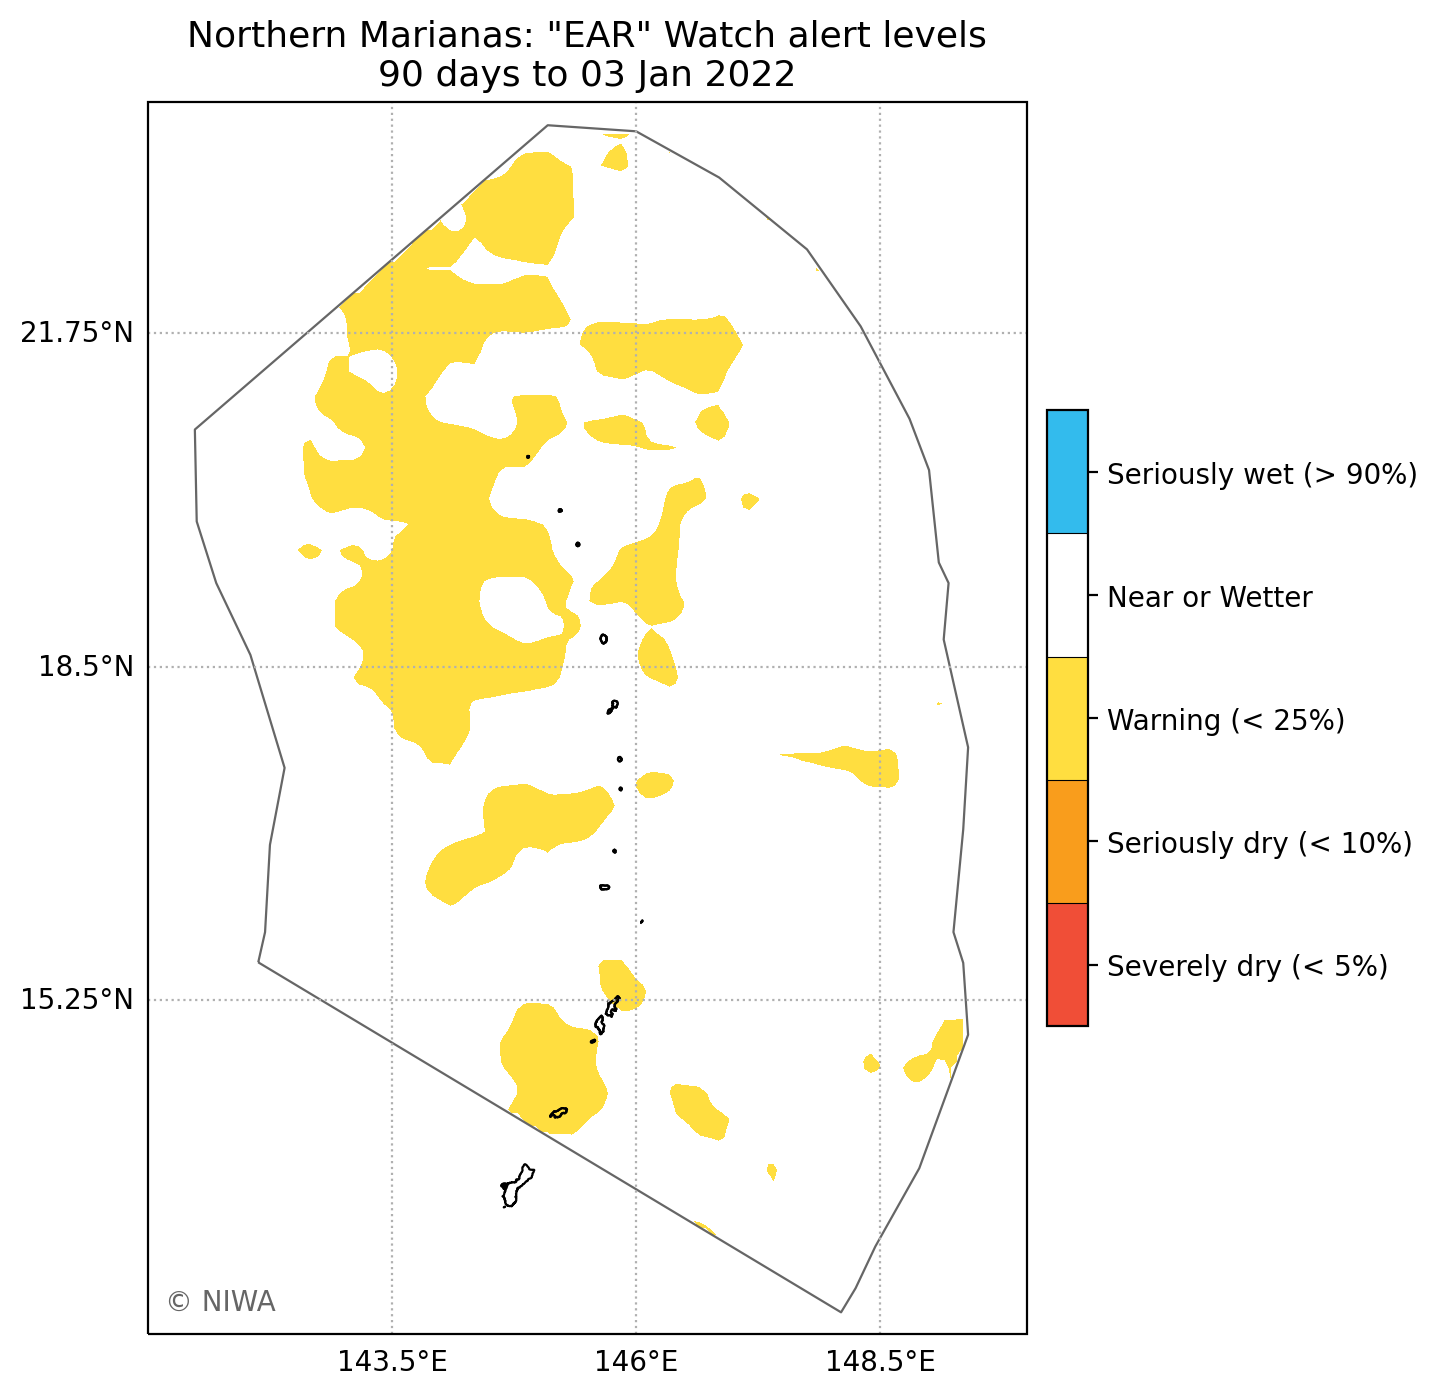 Northern Marianas: "EAR" Watch alert levels
90 days to 03 Jan 2022
21.75°N
18.5°N
15.25°N
143.5°E
146°E
148.5°E
© NIWA
Seriously wet (> 90%)
Near or Wetter
Warning (< 25%)
Seriously dry (< 10%)
Severely dry (< 5%)